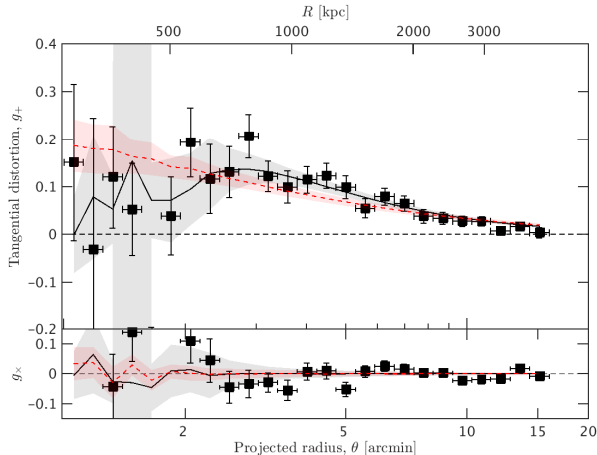 R [kpc]
500 1000 2000 3000
0.4
0.3
0.2
0.1
0
-0.1
-0.2
Tangential distortion, g₊
0.1
0
-0.1
g×
2 5 10 15 20
Projected radius, θ [arcmin]